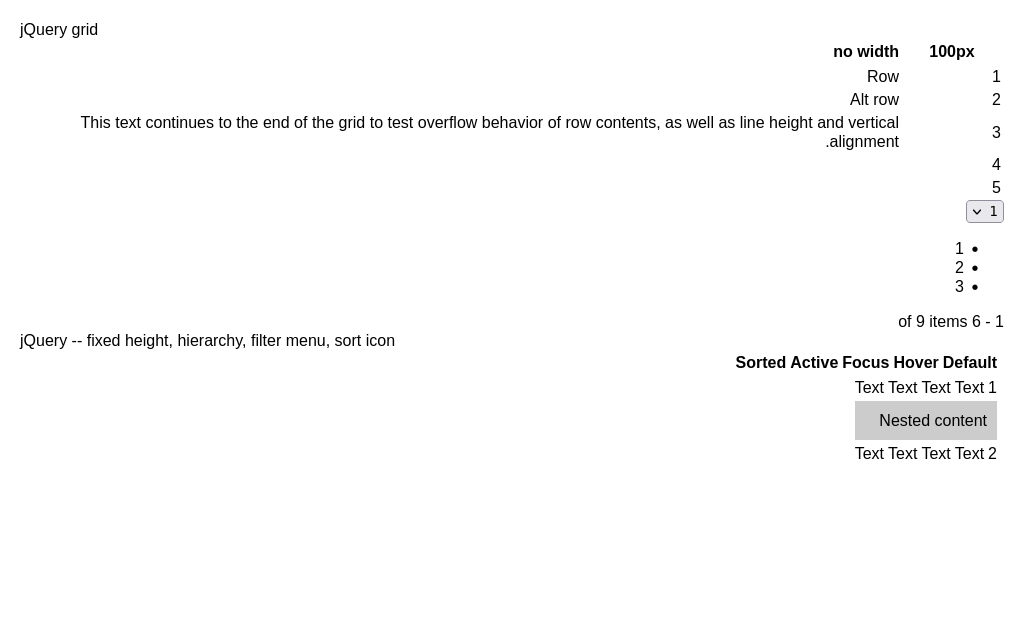 jQuery grid
100px no width
1 Row
2 Alt row
3 This text continues to the end of the grid to test overflow behavior of row contents, as well as line height and vertical
.alignment
4
5
1
1 •
2 •
3 •
of 9 items 6 - 1
jQuery -- fixed height, hierarchy, filter menu, sort icon
Sorted Active Focus Hover Default
Text Text Text Text 1
Nested content
Text Text Text Text 2